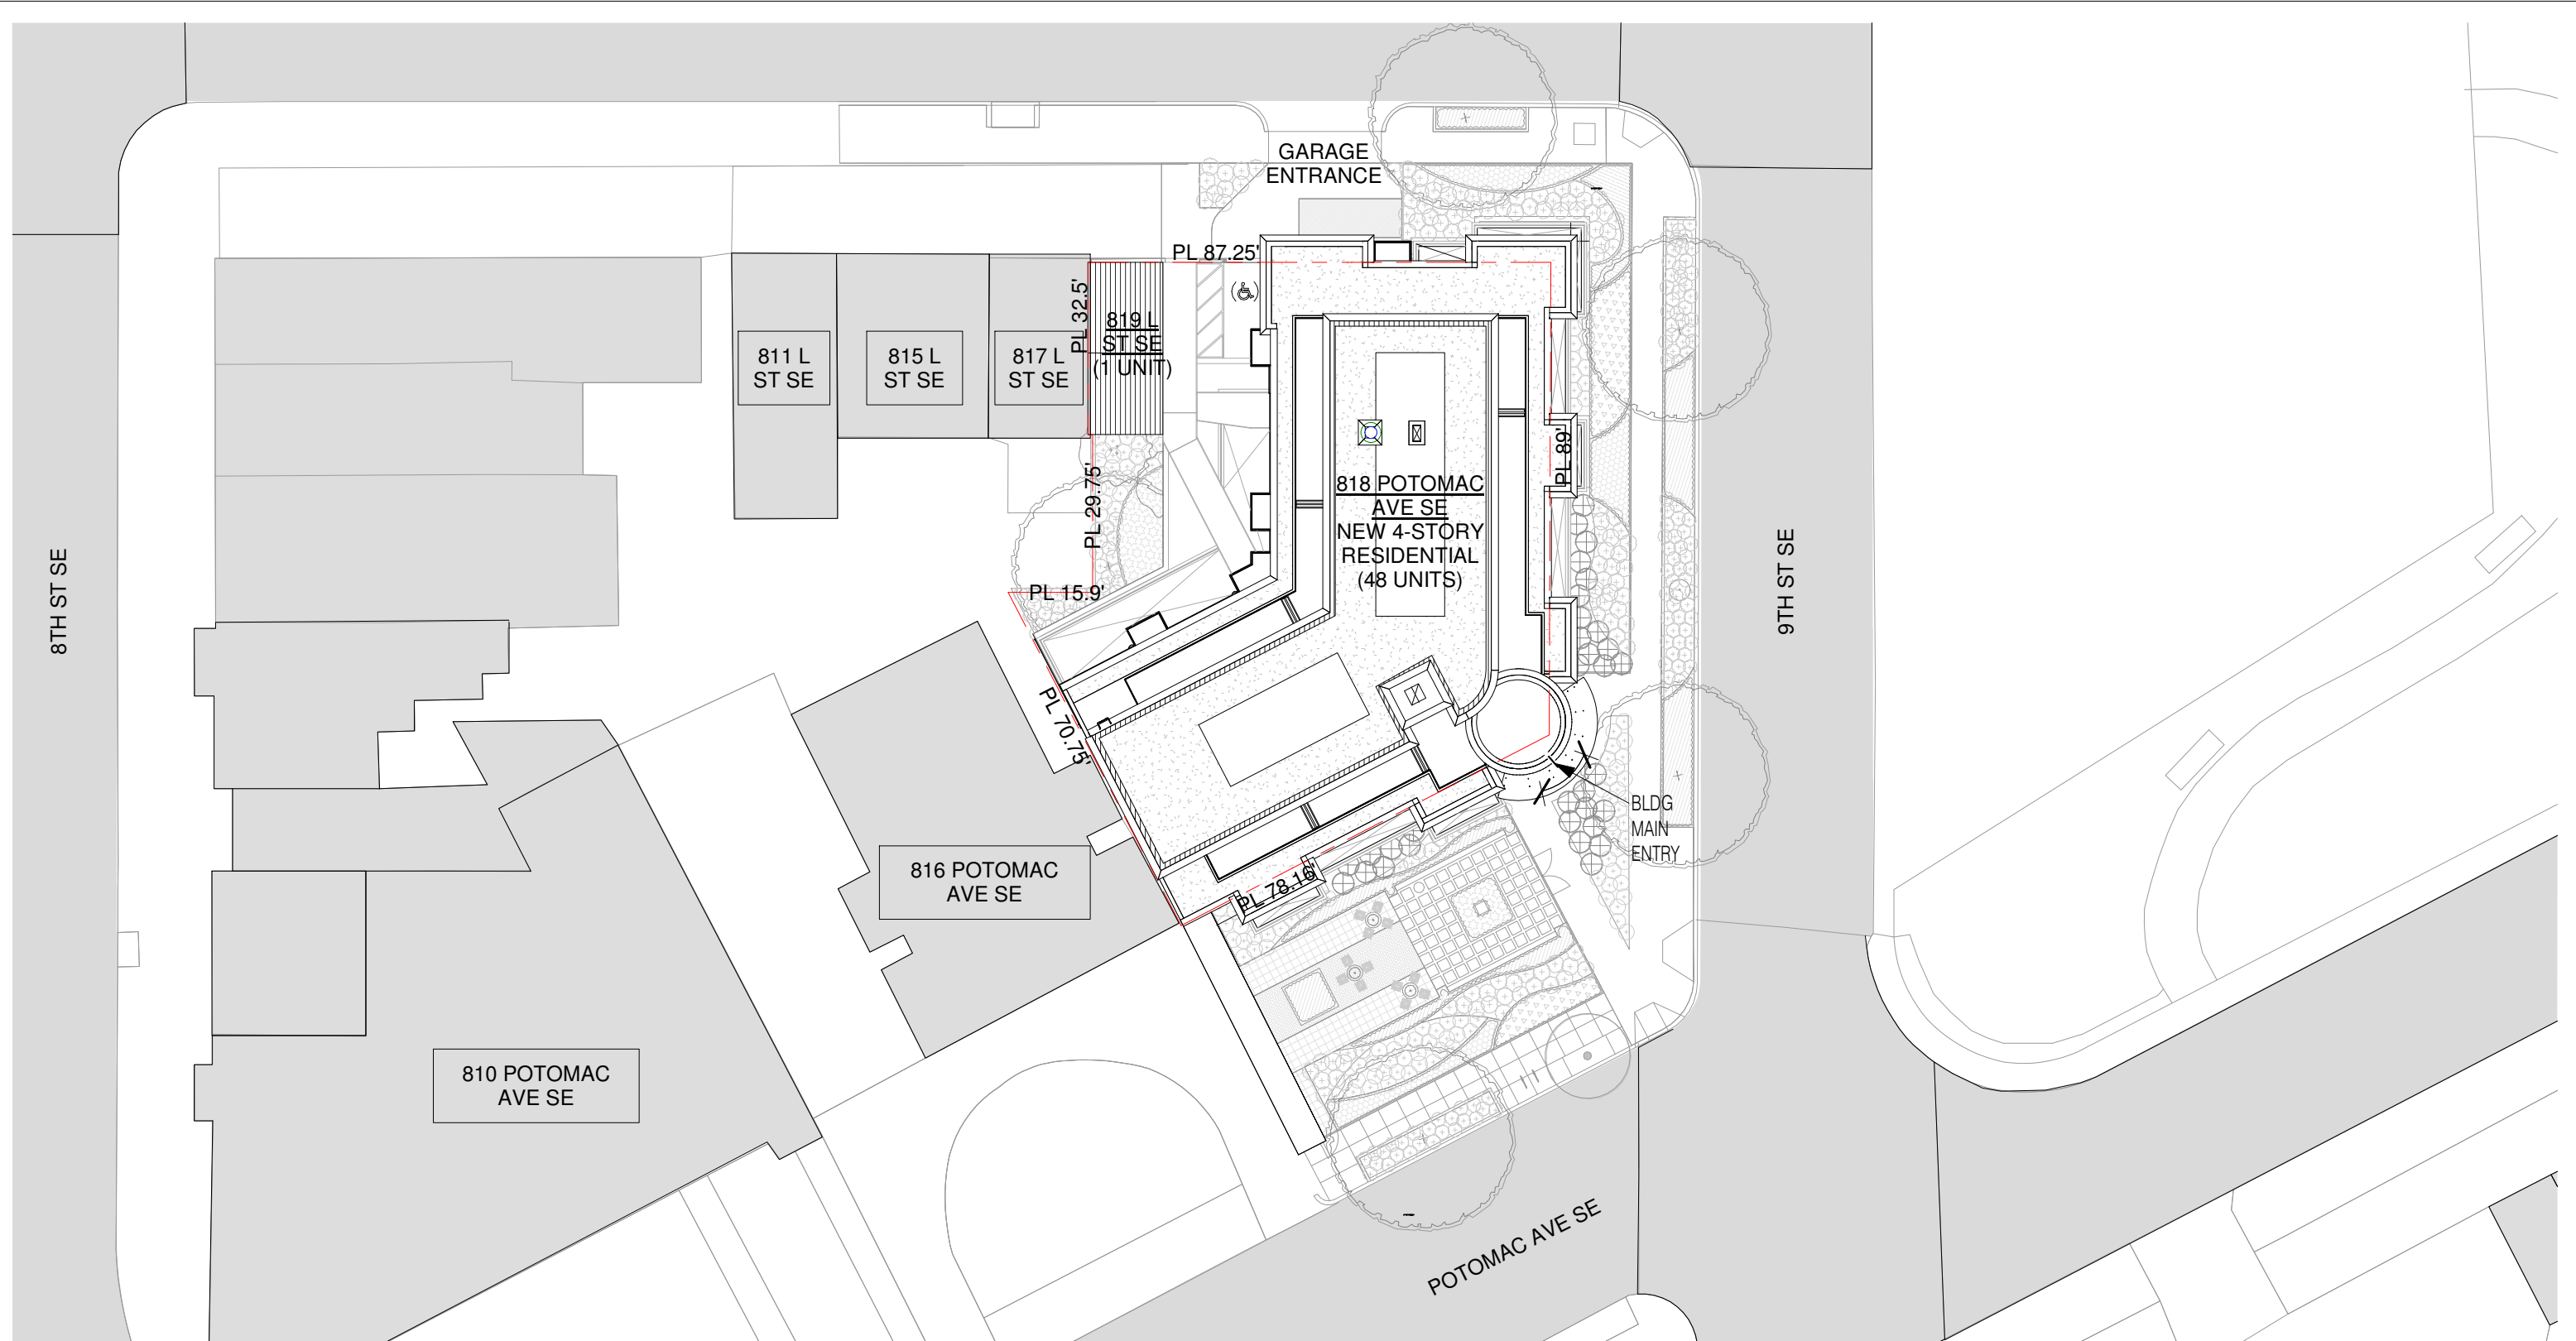 GARAGE
ENTRANCE
PL 87.25'
PL 32.5'
819 L
ST SE
(1 UNIT)
811 L
ST SE
815 L
ST SE
817 L
ST SE
PL 29.75'
PL 89'
818 POTOMAC
AVE SE
NEW 4-STORY
RESIDENTIAL
(48 UNITS)
8TH ST SE
9TH ST SE
PL 15.9'
PL 70.75'
BLDG
MAIN
ENTRY
816 POTOMAC
AVE SE
PL 78.16'
810 POTOMAC
AVE SE
POTOMAC AVE SE